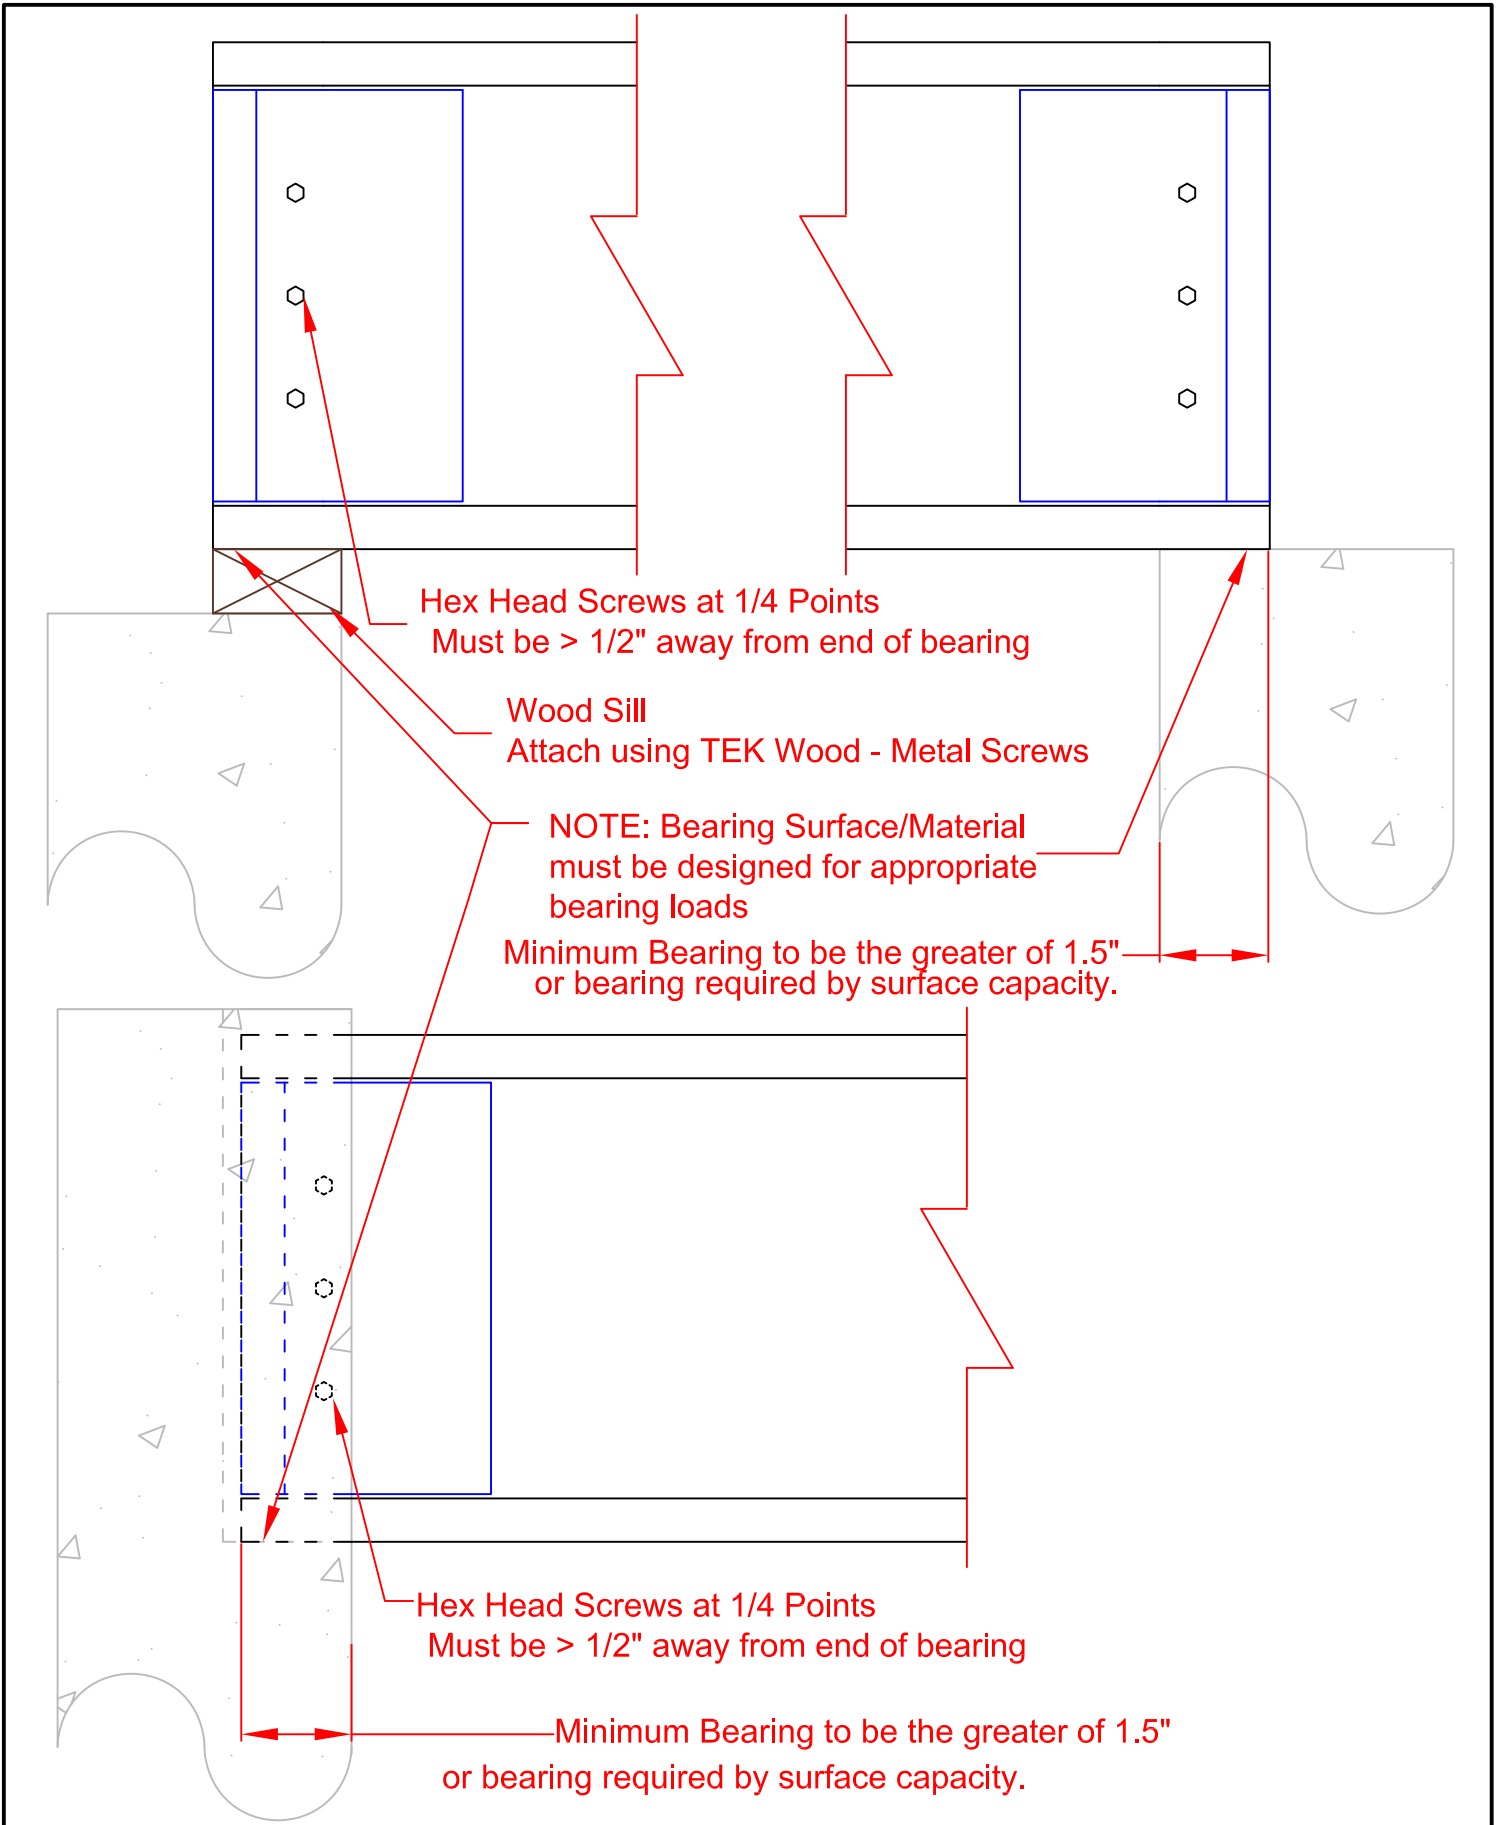 Hex Head Screws at 1/4 Points
Must be > 1/2" away from end of bearing
Wood Sill
Attach using TEK Wood - Metal Screws
NOTE: Bearing Surface/Material
must be designed for appropriate
bearing loads
Minimum Bearing to be the greater of 1.5"
or bearing required by surface capacity.
Hex Head Screws at 1/4 Points
Must be > 1/2" away from end of bearing
Minimum Bearing to be the greater of 1.5"
or bearing required by surface capacity.